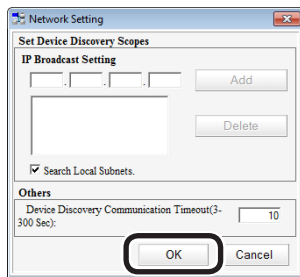 Network Setting
Set Device Discovery Scopes
IP Broadcast Setting
. . .
Add
Delete
Search Local Subnets.
Others
Device Discovery Communication Timeout(3-
300 Sec):
10
OK
Cancel